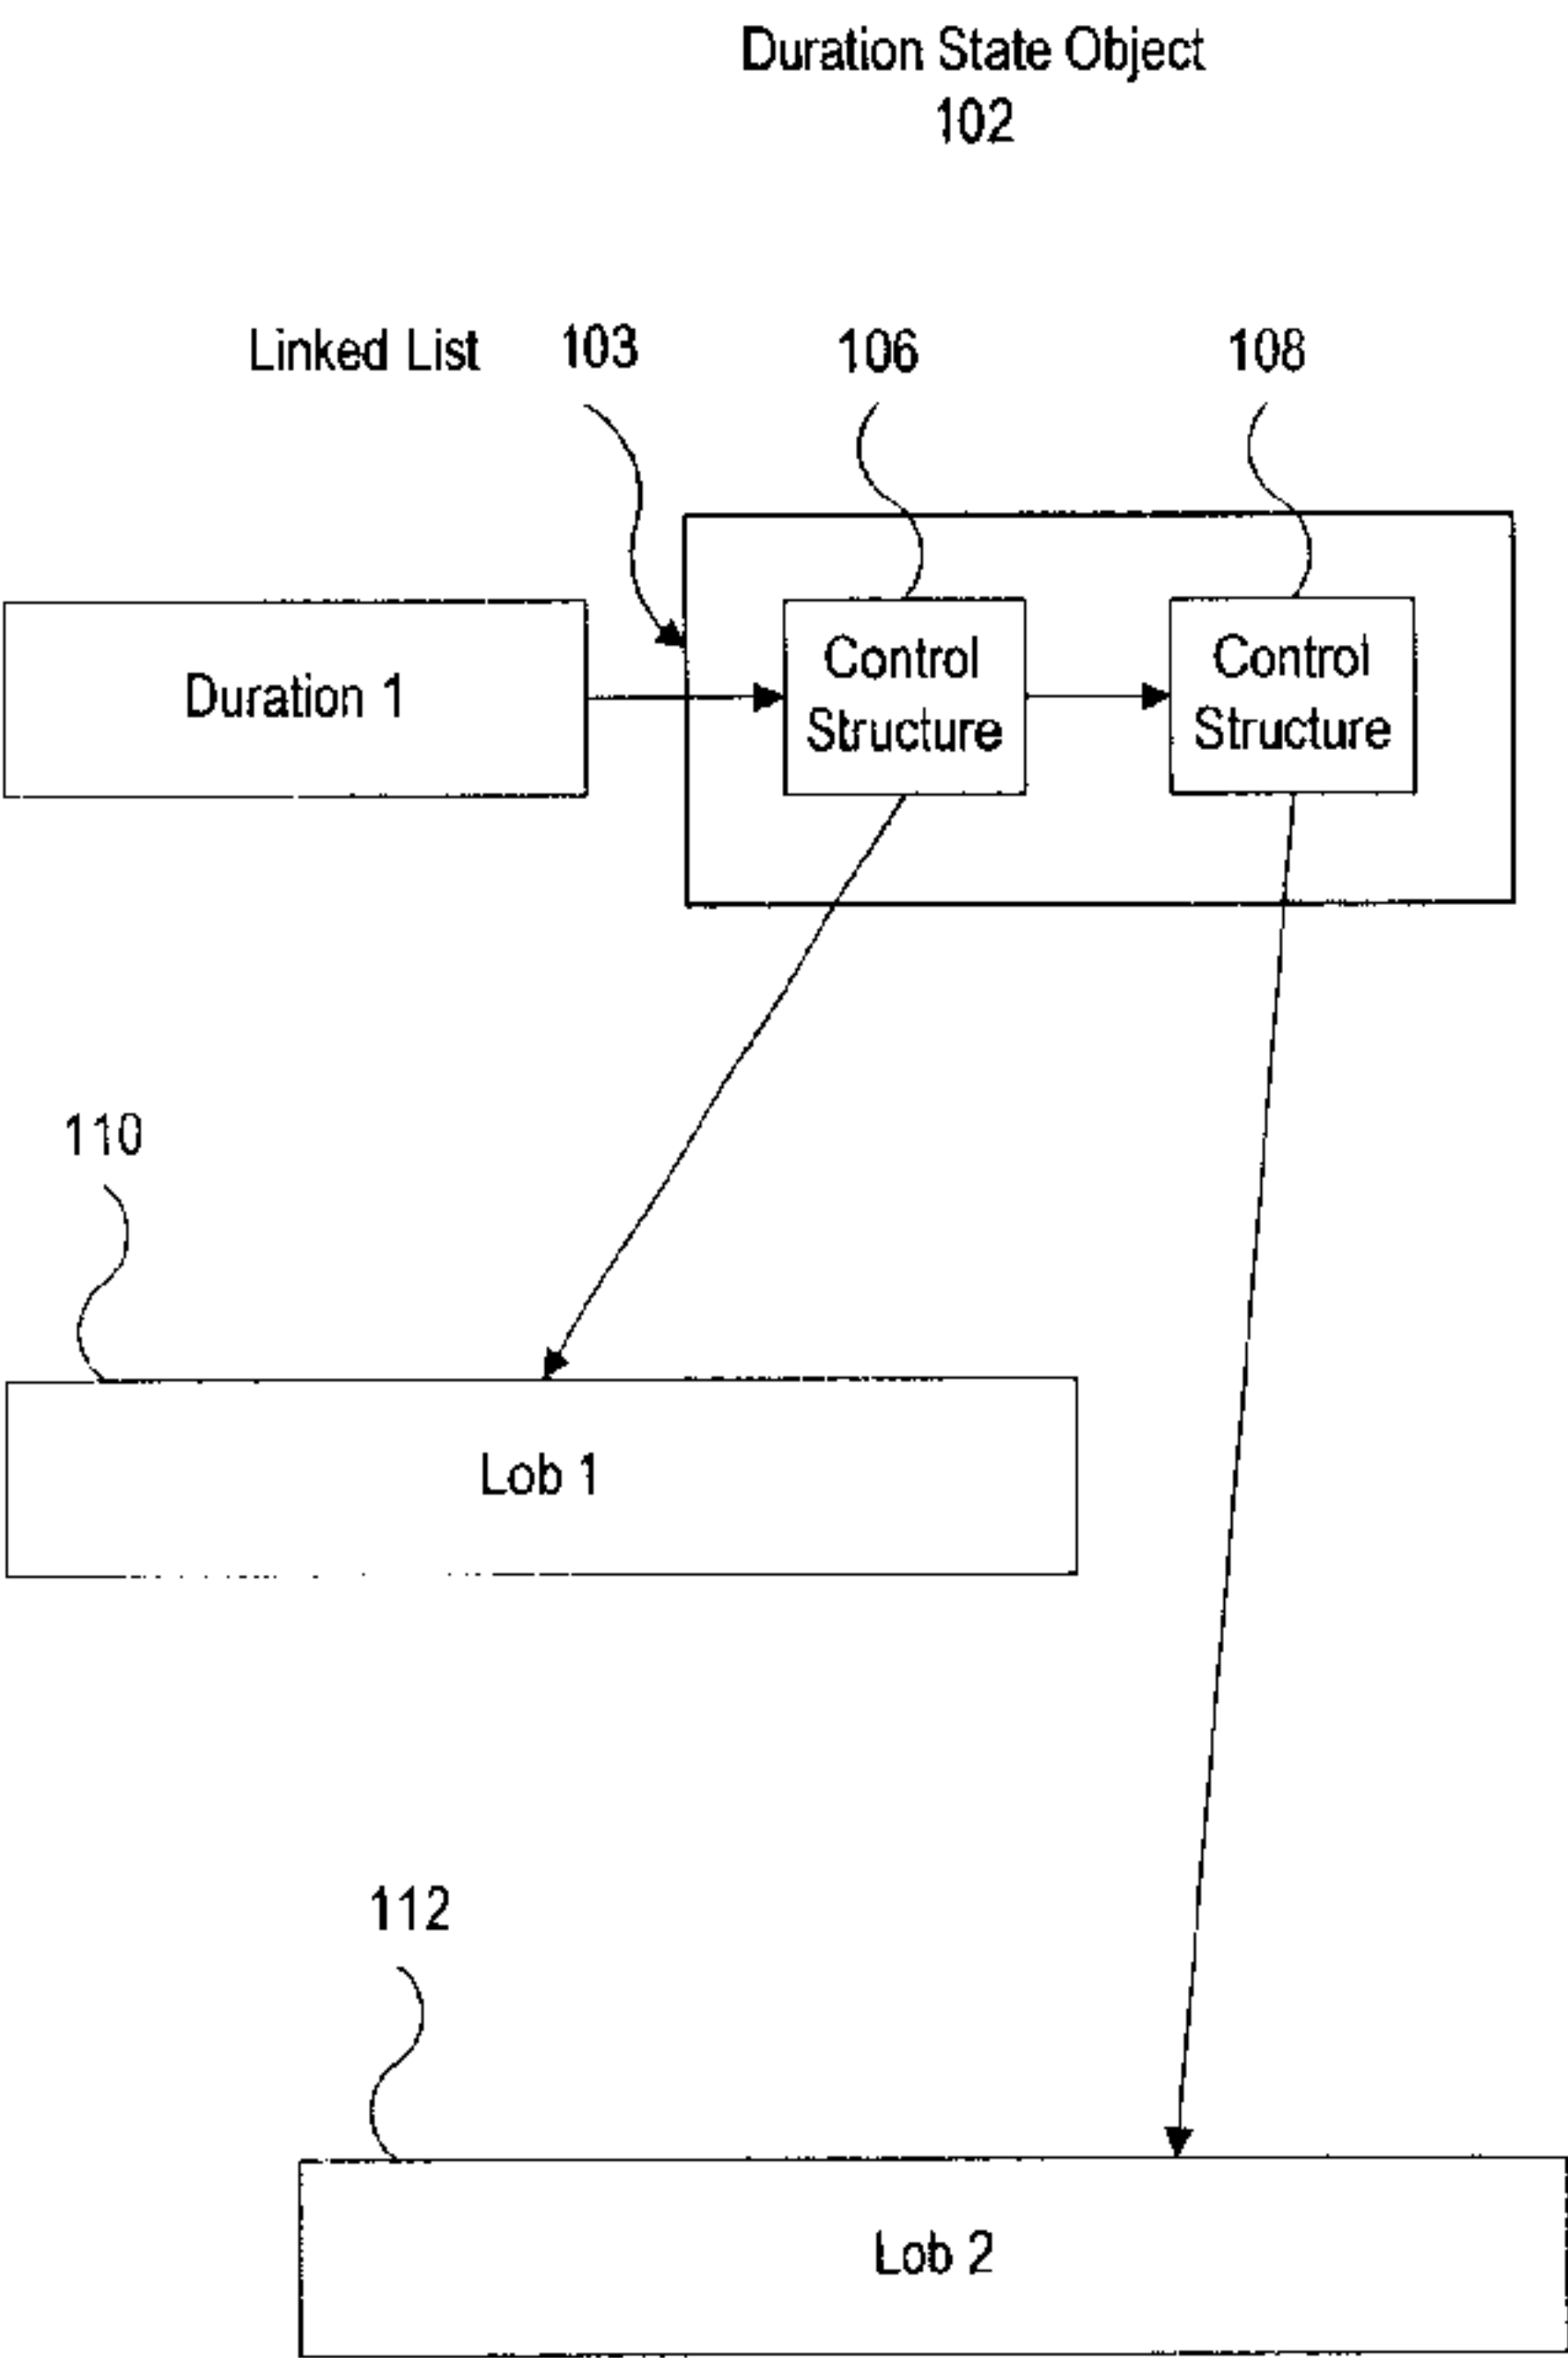 Duration State Object
102
Linked List 103 106 108
Duration 1
Control
Structure
Control
Structure
110
Lob 1
112
Lob 2